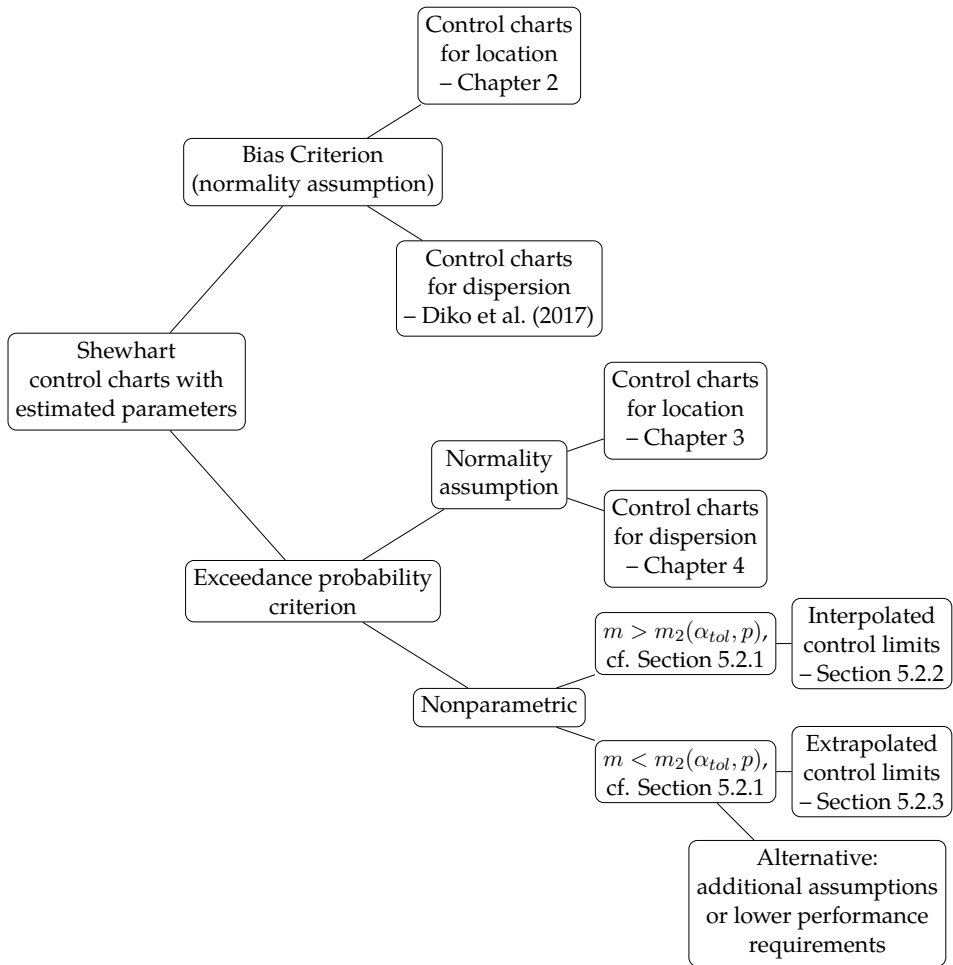 Control charts
for location
– Chapter 2
Bias Criterion
(normality assumption)
Control charts
for dispersion
– Diko et al. (2017)
Shewhart
control charts with
estimated parameters
Control charts
for location
– Chapter 3
Normality
assumption
Control charts
for dispersion
– Chapter 4
Exceedance probability
criterion
m > m₂(αₜₒₗ, p),
cf. Section 5.2.1
Interpolated
control limits
– Section 5.2.2
Nonparametric
m < m₂(αₜₒₗ, p),
cf. Section 5.2.1
Extrapolated
control limits
– Section 5.2.3
Alternative:
additional assumptions
or lower performance
requirements